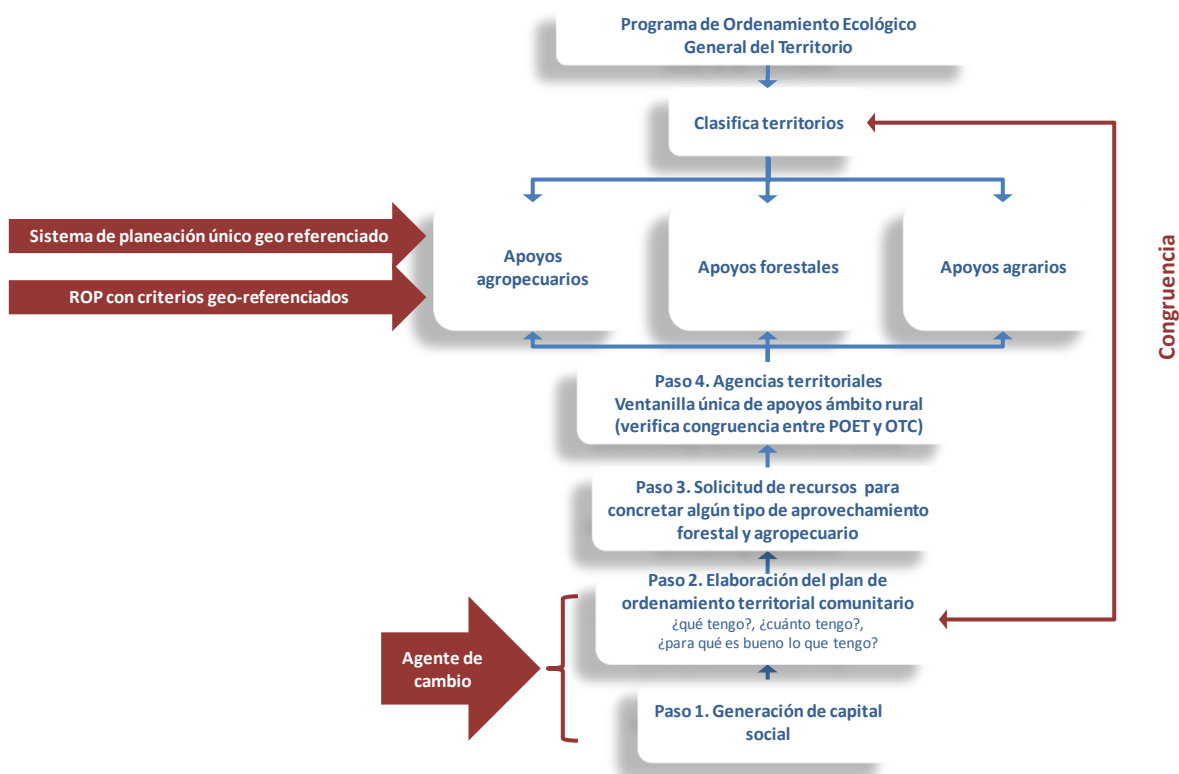 Programa de Ordenamiento Ecológico
General del Territorio
Clasifica territorios
Sistema de planeación único geo referenciado
ROP con criterios geo-referenciados
Apoyos
agropecuarios
Apoyos forestales
Apoyos agrarios
Congruencia
Paso 4. Agencias territoriales
Ventanilla única de apoyos ámbito rural
(verifica congruencia entre POET y OTC)
Paso 3. Solicitud de recursos para
concretar algún tipo de aprovechamiento
forestal y agropecuario
Paso 2. Elaboración del plan de
ordenamiento territorial comunitario
¿qué tengo?, ¿cuánto tengo?,
¿para qué es bueno lo que tengo?
Agente de
cambio
Paso 1. Generación de capital
social